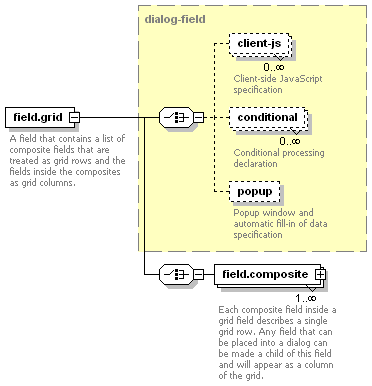 dialog-field
client-js
0..∞
Client-side JavaScript
specification
field.grid
A field that contains a list of
composite fields that are
treated as grid rows and the
fields inside the composites
as grid columns.
conditional
0..∞
Conditional processing
declaration
popup
Popup window and
automatic fill-in of data
specification
field.composite
1..∞
Each composite field inside a
grid field describes a single
grid row. Any field that can
be placed into a dialog can
be made a child of this field
and will appear as a column
of the grid.